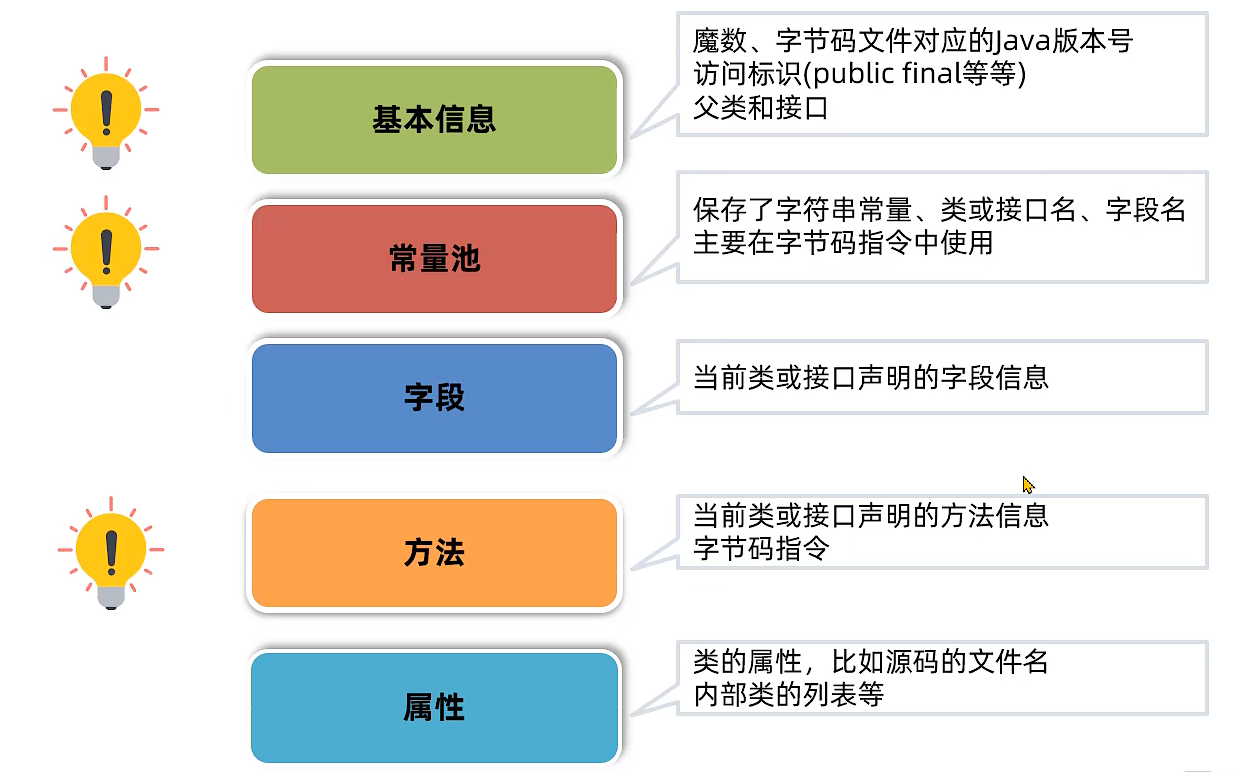 基本信息
魔数、字节码文件对应的Java版本号
访问标识(public final等等)
父类和接口
常量池
保存了字符串常量、类或接口名、字段名
主要在字节码指令中使用
字段
当前类或接口声明的字段信息
方法
当前类或接口声明的方法信息
字节码指令
属性
类的属性，比如源码的文件名
内部类的列表等